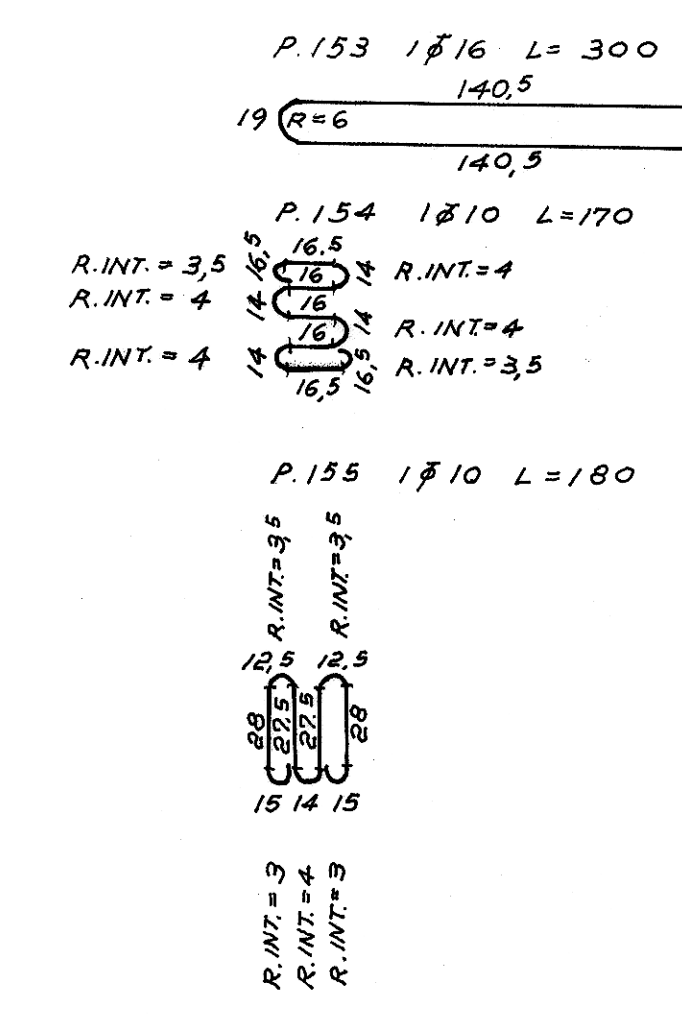 P.153 1ϕ16 L= 300
140,5
19 R=6
140,5
P.154 1ϕ10 L=170
16.5
R.INT.= 3,5 16,5 16 14 R.INT.=4
R.INT.= 4 14 16
16 14 R.INT=4
R.INT.= 4 14 16,5 R.INT.=3,5
16,5
P.155 1ϕ10 L=180
R.INT.=3,5 R.INT.=3,5
12,5 12.5
28 27.5 27.5 28
15 14 15
R.INT.=3 R.INT.=4 R.INT.=3